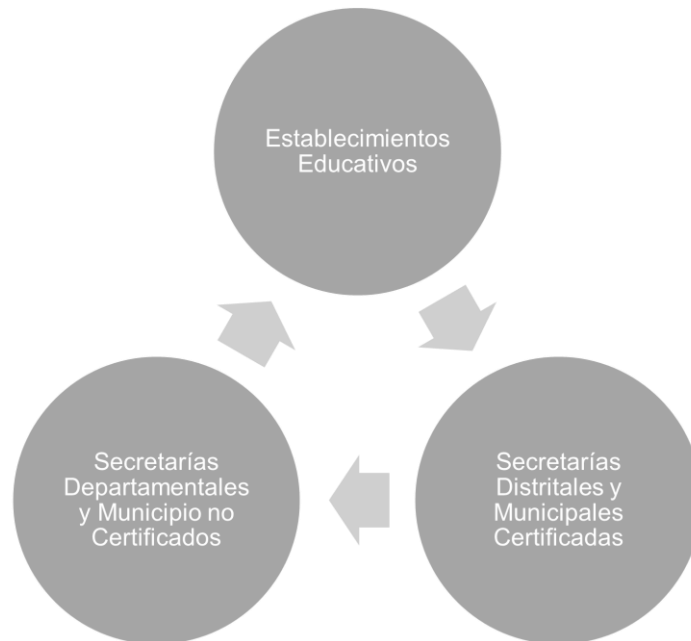 Establecimientos
Educativos
Secretarías
Departamentales
y Municipio no
Certificados
Secretarías
Distritales y
Municipales
Certificadas